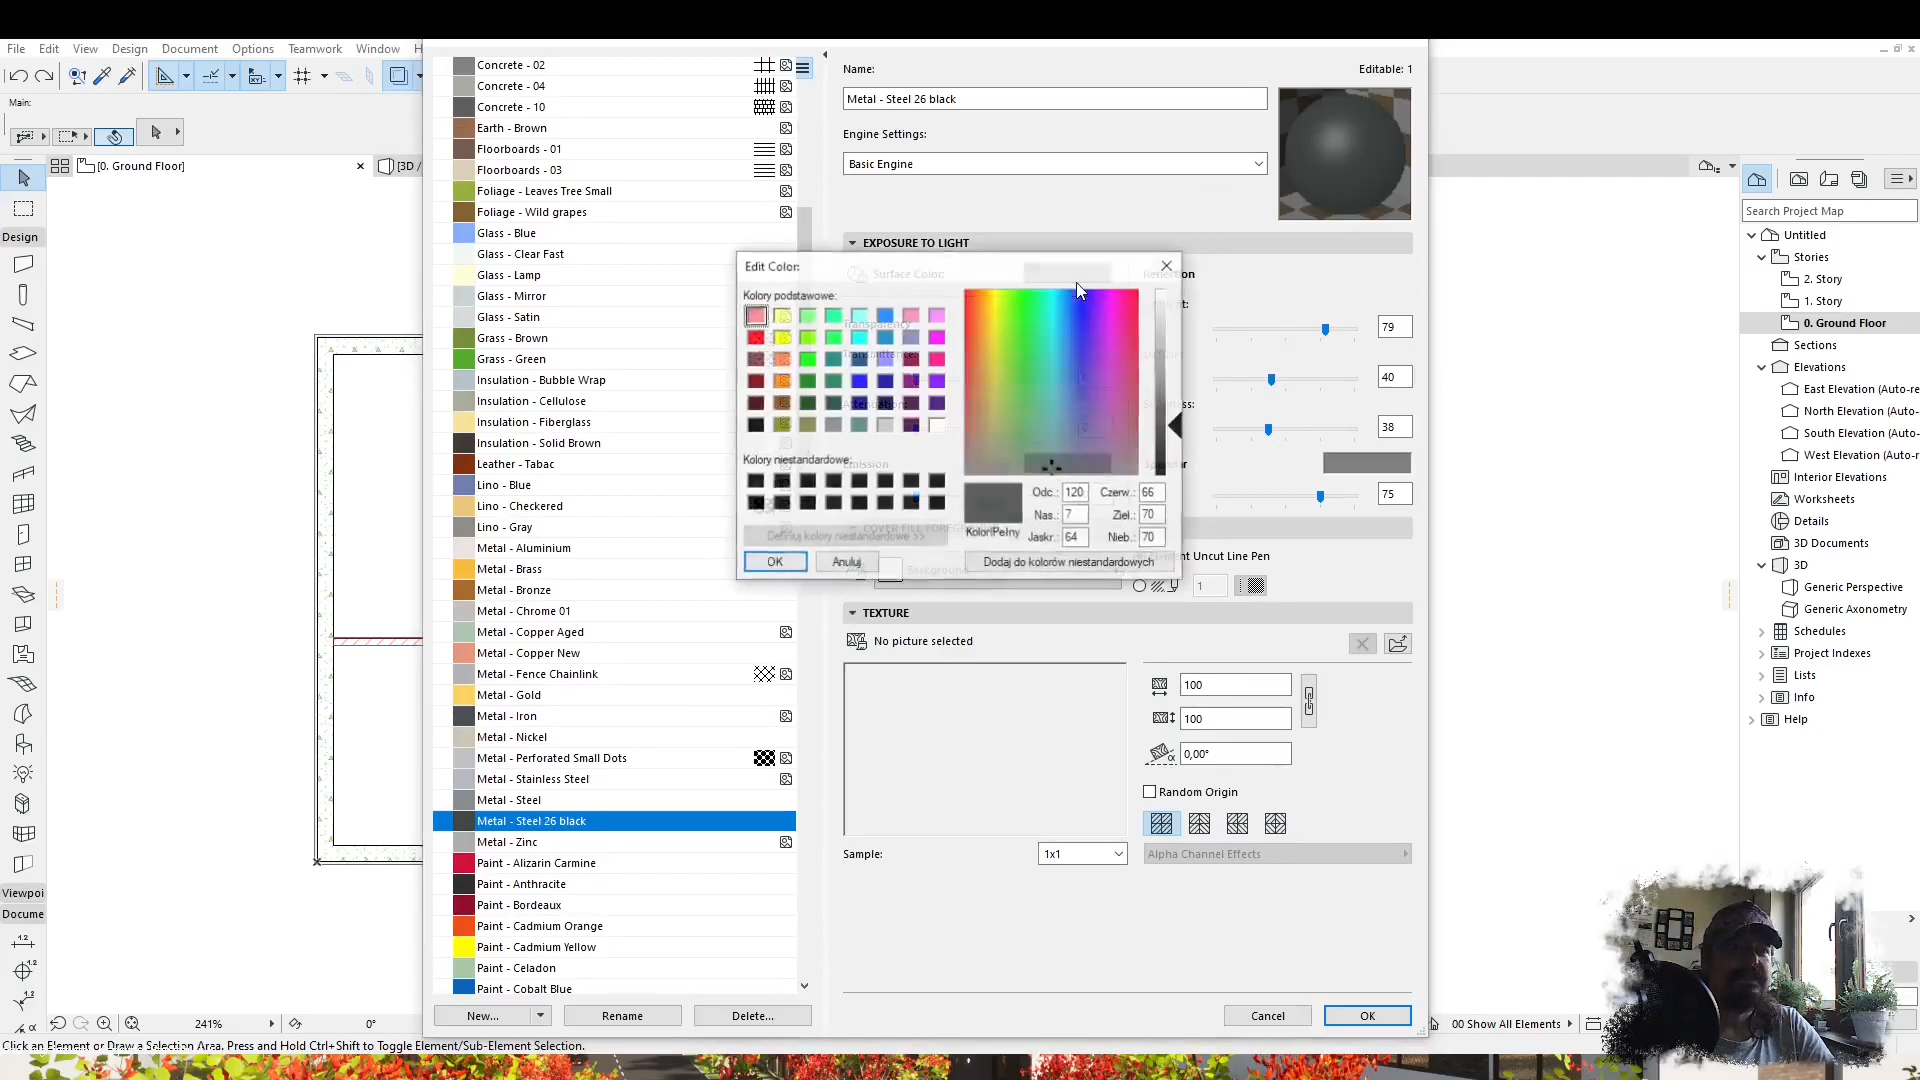 File Edit View Design Document Options Teamwork Window H
Main:
[0. Ground Floor]
[3D /
Design
Viewpoi
Docume
241%
0°
Click an Element or Draw a Selection Area. Press and Hold Ctrl+Shift to Toggle Element/Sub-Element Selection.
Concrete - 02
Concrete - 04
Concrete - 10
Earth - Brown
Floorboards - 01
Floorboards - 03
Foliage - Leaves Tree Small
Foliage - Wild grapes
Glass - Blue
Glass - Clear Fast
Glass - Lamp
Glass - Mirror
Glass - Satin
Grass - Brown
Grass - Green
Insulation - Bubble Wrap
Insulation - Cellulose
Insulation - Fiberglass
Insulation - Solid Brown
Leather - Tabac
Lino - Blue
Lino - Checkered
Lino - Gray
Metal - Aluminium
Metal - Brass
Metal - Bronze
Metal - Chrome 01
Metal - Copper Aged
Metal - Copper New
Metal - Fence Chainlink
Metal - Gold
Metal - Iron
Metal - Nickel
Metal - Perforated Small Dots
Metal - Stainless Steel
Metal - Steel
Metal - Steel 26 black
Metal - Zinc
Paint - Alizarin Carmine
Paint - Anthracite
Paint - Bordeaux
Paint - Cadmium Orange
Paint - Cadmium Yellow
Paint - Celadon
Paint - Cobalt Blue
New... Rename Delete...
Name: Editable: 1
Metal - Steel 26 black
Engine Settings:
Basic Engine
EXPOSURE TO LIGHT
Surface Color:
79
40
38
75
Edit Color:
Kolory podstawowe:
Transparency
Transmittance:
Attenuation:
Kolory niestandardowe:
Emission
Odc.: 120 Czerw.: 66
Nas.: 7 Ziel.: 70
Kolor|Pełny
Jaskr.: 64 Nieb.: 70
Definiuj kolory niestandardowe >>
OK Anuluj Dodaj do kolorów niestandardowych
Background
Element Uncut Line Pen
1
TEXTURE
No picture selected
100
100
0,00°
Random Origin
Sample: 1x1 Alpha Channel Effects
Cancel OK
Search Project Map
Untitled
Stories
2. Story
1. Story
0. Ground Floor
Sections
Elevations
East Elevation (Auto-re
North Elevation (Auto-
South Elevation (Auto-
West Elevation (Auto-r
Interior Elevations
Worksheets
Details
3D Documents
3D
Generic Perspective
Generic Axonometry
Schedules
Project Indexes
Lists
Info
Help
00 Show All Elements